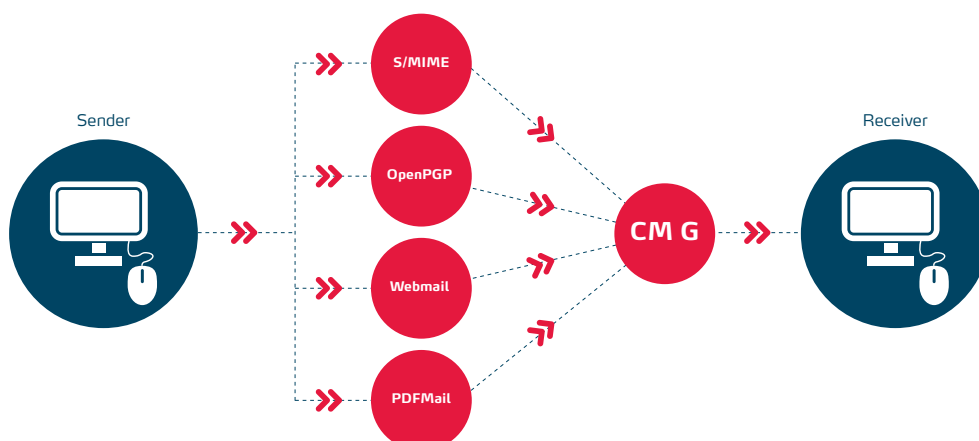 Sender
S/MIME
OpenPGP
Webmail
PDFMail
CM G
Receiver